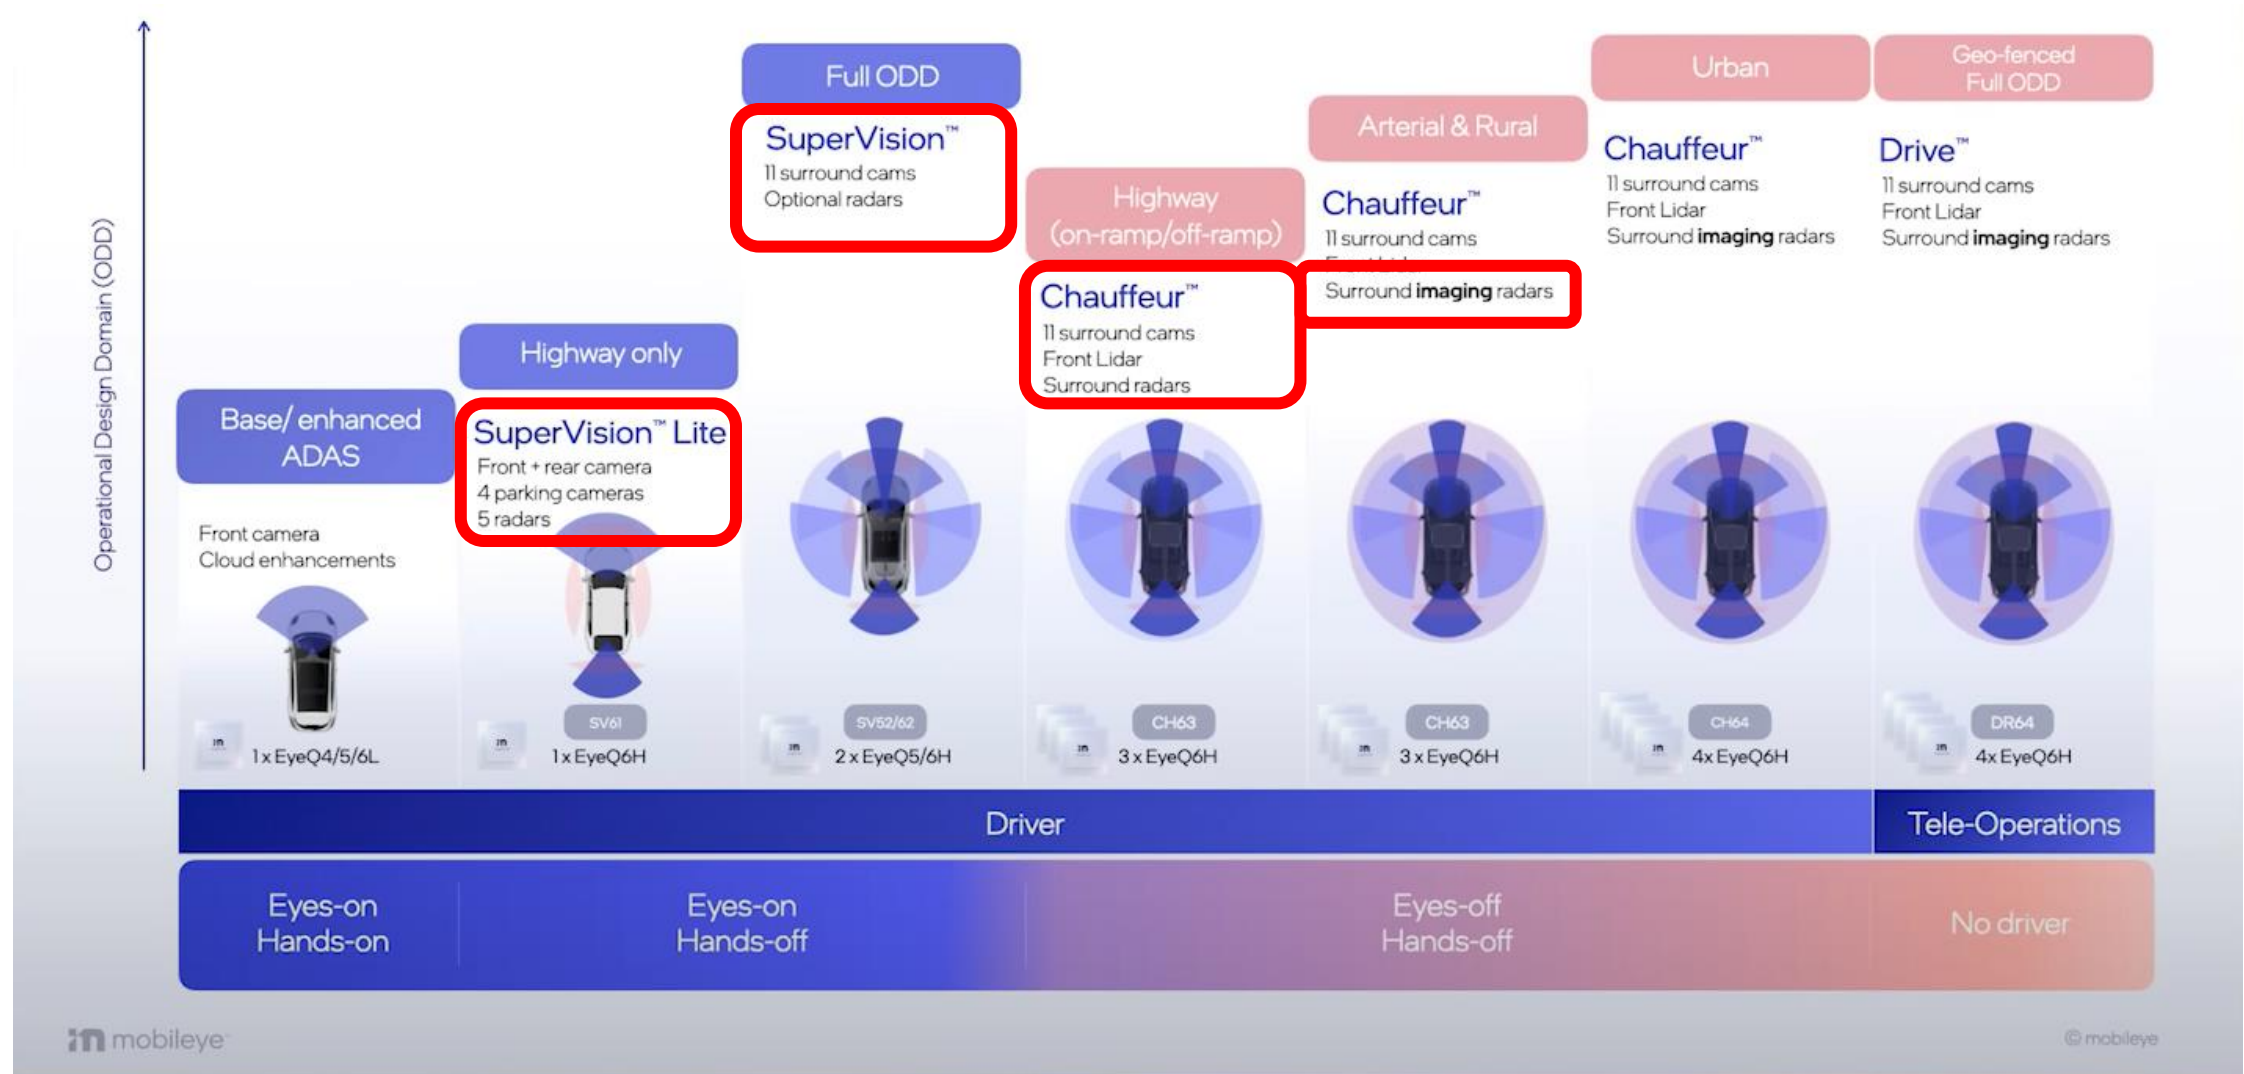 Operational Design Domain (ODD)
Base/ enhanced
ADAS
Front camera
Cloud enhancements
1 x EyeQ4/5/6L
Highway only
SuperVision™ Lite
Front + rear camera
4 parking cameras
5 radars
SV61
1 x EyeQ6H
Full ODD
SuperVision™
11 surround cams
Optional radars
SV52/62
2 x EyeQ5/6H
Highway
(on-ramp/off-ramp)
Chauffeur™
11 surround cams
Front Lidar
Surround radars
CH63
3 x EyeQ6H
Arterial & Rural
Chauffeur™
11 surround cams
Surround imaging radars
CH63
3 x EyeQ6H
Urban
Chauffeur™
11 surround cams
Front Lidar
Surround imaging radars
CH64
4x EyeQ6H
Geo-fenced
Full ODD
Drive™
11 surround cams
Front Lidar
Surround imaging radars
DR64
4x EyeQ6H
Driver
Tele-Operations
Eyes-on
Hands-on
Eyes-on
Hands-off
Eyes-off
Hands-off
No driver
mobileye™
© mobileye